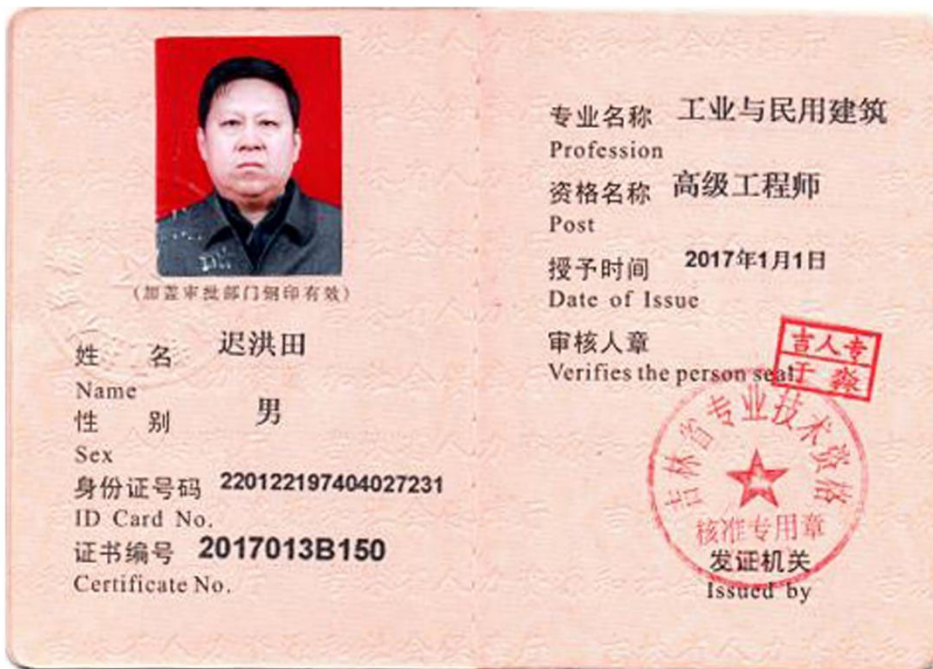 (加盖审批部门钢印有效)
姓 名 迟洪田
Name
性 别 男
Sex
身份证号码 220122197404027231
ID Card No.
证书编号 2017013B150
Certificate No.
专业名称 工业与民用建筑
Profession
资格名称 高级工程师
Post
授予时间 2017年1月1日
Date of Issue
审核人章
Verifies the person seal
吉人专
于淼
吉林省专业技术资格
核准专用章
发证机关
Issued by